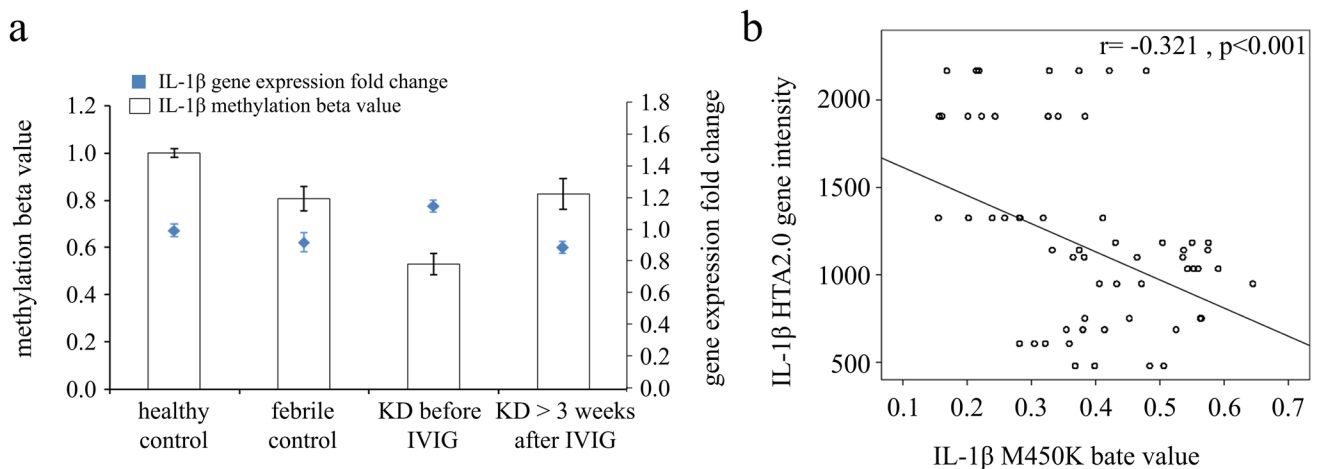 a
IL-1β gene expression fold change
IL-1β methylation beta value
methylation beta value
1.2
1.0
0.8
0.6
0.4
0.2
0.0
1.8
1.6
1.4
1.2
1.0
0.8
0.6
0.4
0.2
0.0
gene expression fold change
healthy
control
febrile
control
KD before
IVIG
KD > 3 weeks
after IVIG
b
r= -0.321 , p<0.001
IL-1β HTA2.0 gene intensity
2000
1500
1000
500
0.1 0.2 0.3 0.4 0.5 0.6 0.7
IL-1β M450K bate value